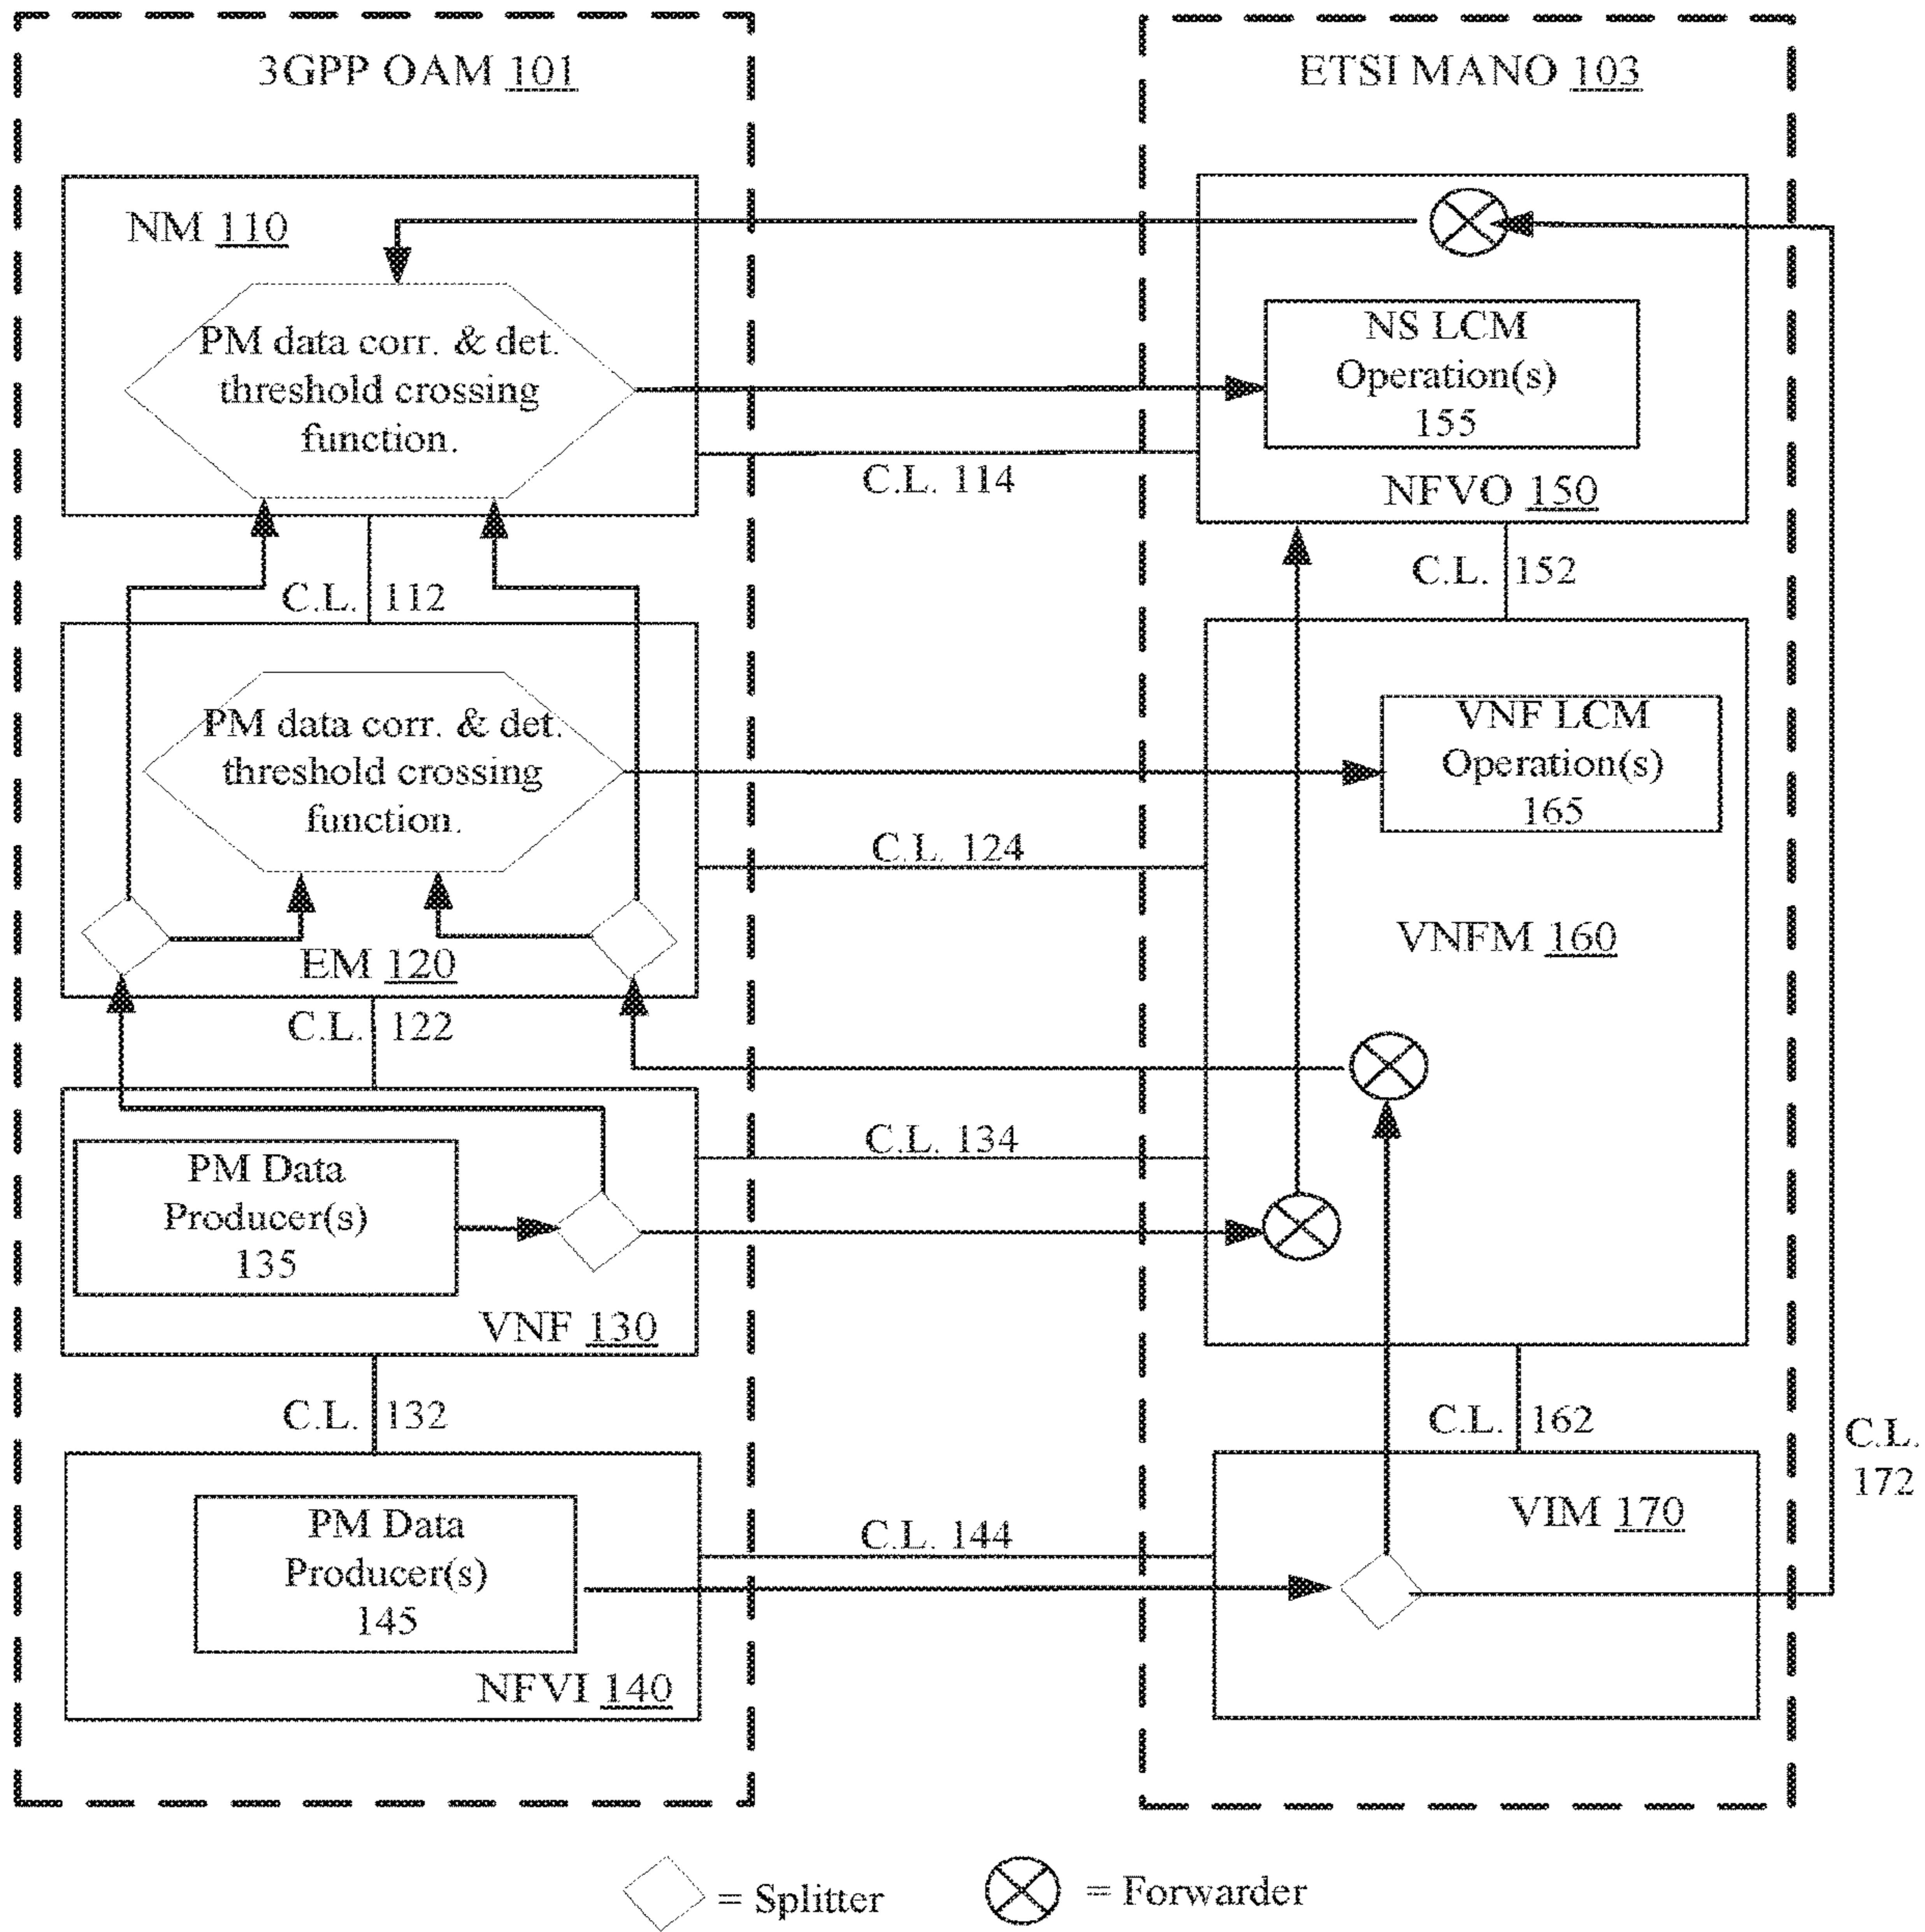 3GPP OAM 101
ETSI MANO 103
NM 110
PM data corr. & det.
threshold crossing
function.
NS LCM
Operation(s)
155
NFVO 150
C.L. 114
C.L. 112
C.L. 152
PM data corr. & det.
threshold crossing
function.
EM 120
VNF LCM
Operation(s)
165
C.L. 124
VNFM 160
C.L. 122
C.L. 134
PM Data
Producer(s)
135
VNF 130
C.L. 132
C.L. 162
C.L.
172
PM Data
Producer(s)
145
NFVI 140
C.L. 144
VIM 170
= Splitter
= Forwarder